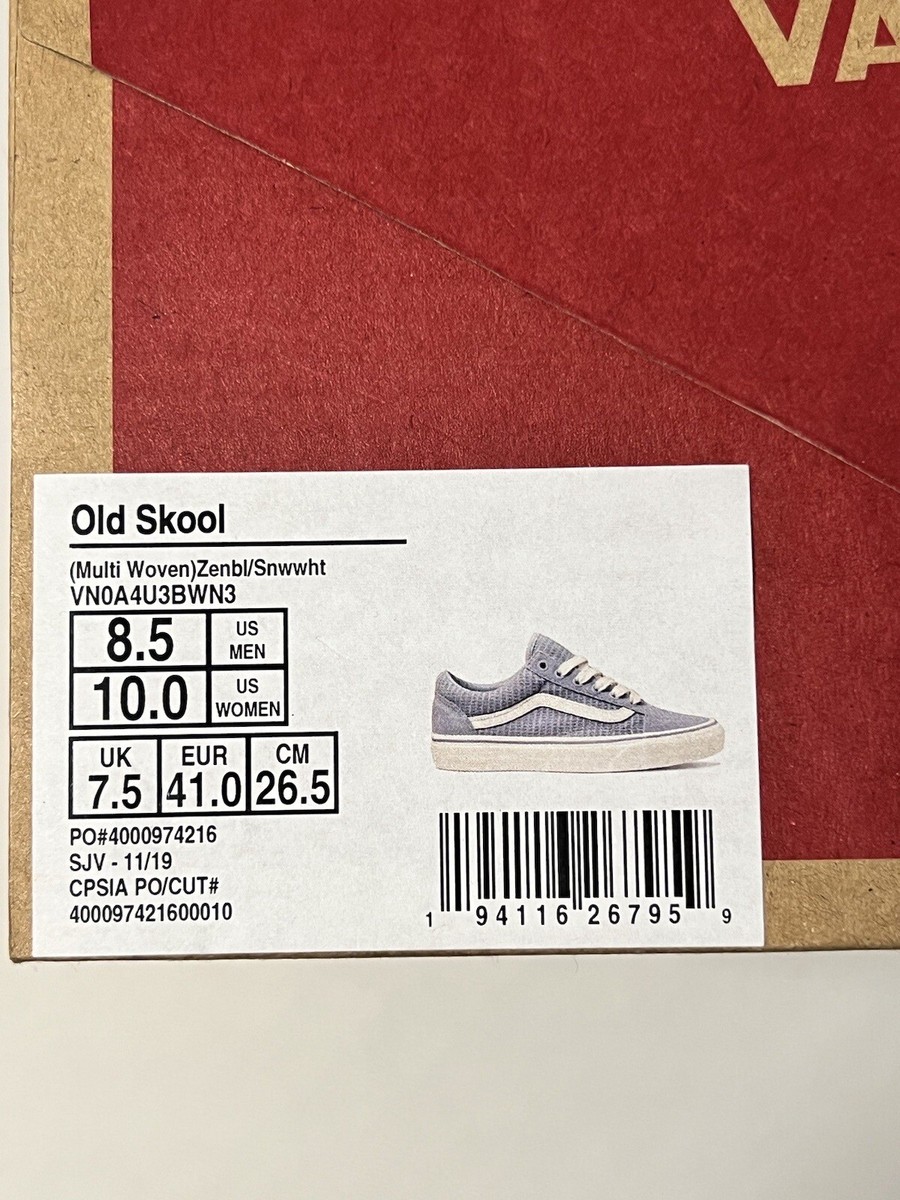 VA
Old Skool
(Multi Woven)Zenbl/Snwwht
VN0A4U3BWN3
8.5 US MEN
10.0 US WOMEN
UK EUR CM
7.5 41.0 26.5
PO#4000974216
SJV - 11/19
CPSIA PO/CUT#
400097421600010
1 94116 26795 9